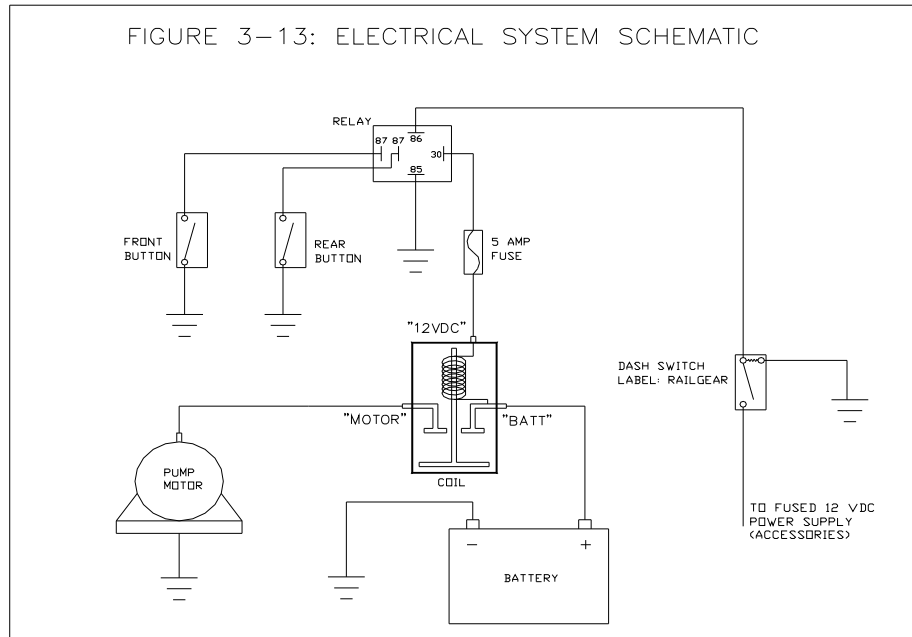 FIGURE 3-13: ELECTRICAL SYSTEM SCHEMATIC
RELAY
87 87 86
30
85
FRONT
BUTTON
REAR
BUTTON
5 AMP
FUSE
"12VDC"
DASH SWITCH
LABEL: RAILGEAR
"MOTOR"
"BATT"
COIL
PUMP
MOTOR
TO FUSED 12 VDC
POWER SUPPLY
(ACCESSORIES)
- +
BATTERY